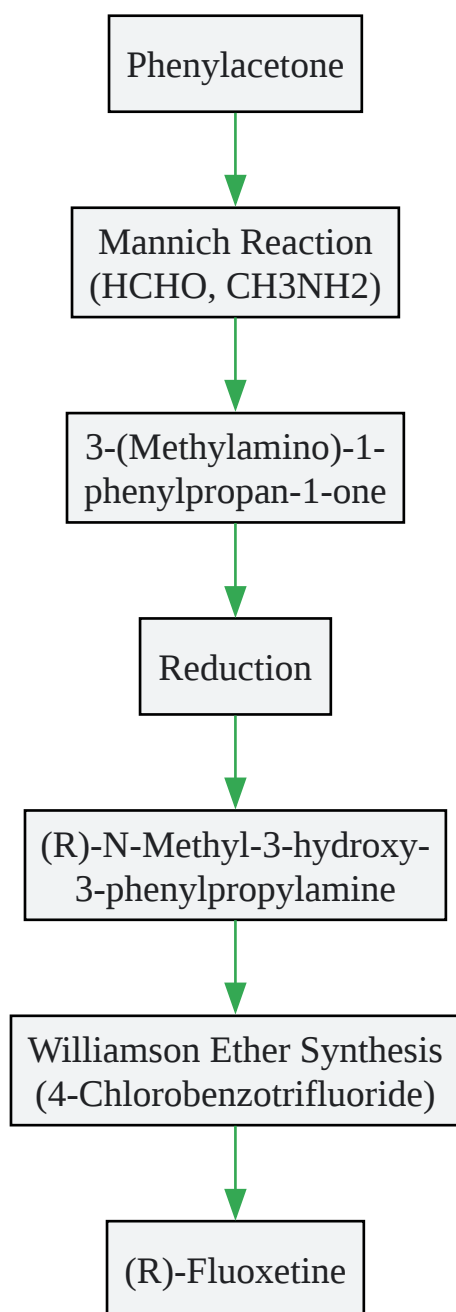 Phenylacetone
Mannich Reaction
(HCHO, CH3NH2)
3-(Methylamino)-1-
phenylpropan-1-one
Reduction
(R)-N-Methyl-3-hydroxy-
3-phenylpropylamine
Williamson Ether Synthesis
(4-Chlorobenzotrifluoride)
(R)-Fluoxetine